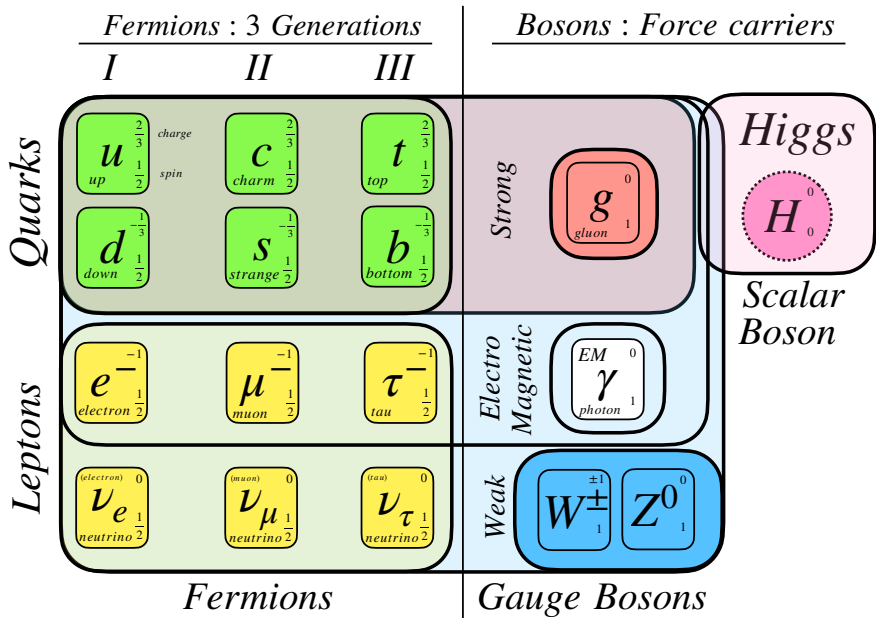 Fermions : 3 Generations
Bosons : Force carriers
I II III
Quarks
u 2/3 1/2 up
charge
spin
c 2/3 1/2 charm
t 2/3 1/2 top
d -1/3 1/2 down
s -1/3 1/2 strange
b -1/3 1/2 bottom
Strong
g 0 1 gluon
Higgs
H 0 0
Scalar
Boson
Leptons
e− −1 1/2 electron
μ− −1 1/2 muon
τ− −1 1/2 tau
Electro
Magnetic
EM γ 0 1 photon
(electron) νe 0 1/2 neutrino
(muon) νμ 0 1/2 neutrino
(tau) ντ 0 1/2 neutrino
Weak
W± ±1 1
Z0 0 1
Fermions
Gauge Bosons